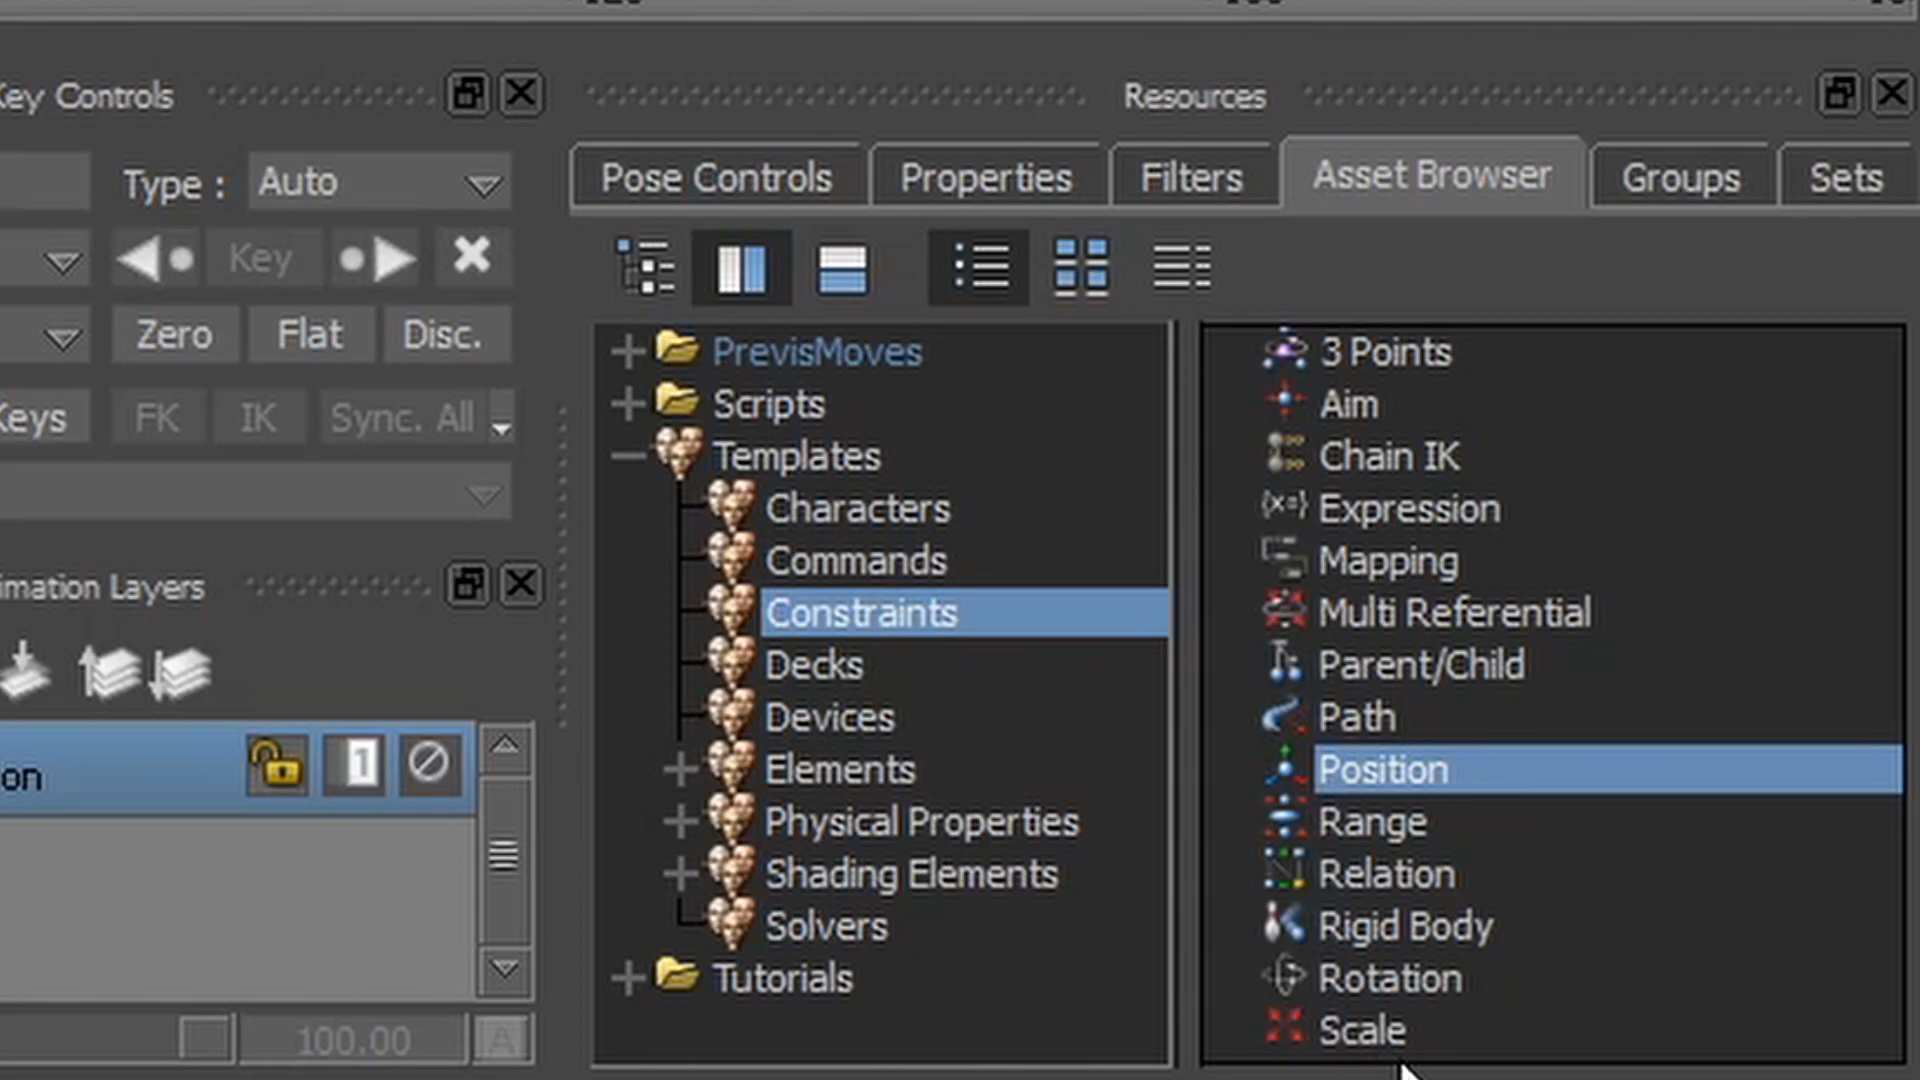 Key Controls
Resources
Type : Auto
Pose Controls
Properties
Filters
Asset Browser
Groups
Sets
Key
Zero
Flat
Disc.
Keys
FK
IK
Sync. All
PrevisMoves
Scripts
Templates
Characters
Commands
Constraints
Decks
Devices
Elements
Physical Properties
Shading Elements
Solvers
Tutorials
3 Points
Aim
Chain IK
Expression
Mapping
Multi Referential
Parent/Child
Path
Position
Range
Relation
Rigid Body
Rotation
Scale
imation Layers
on
1
100.00
A